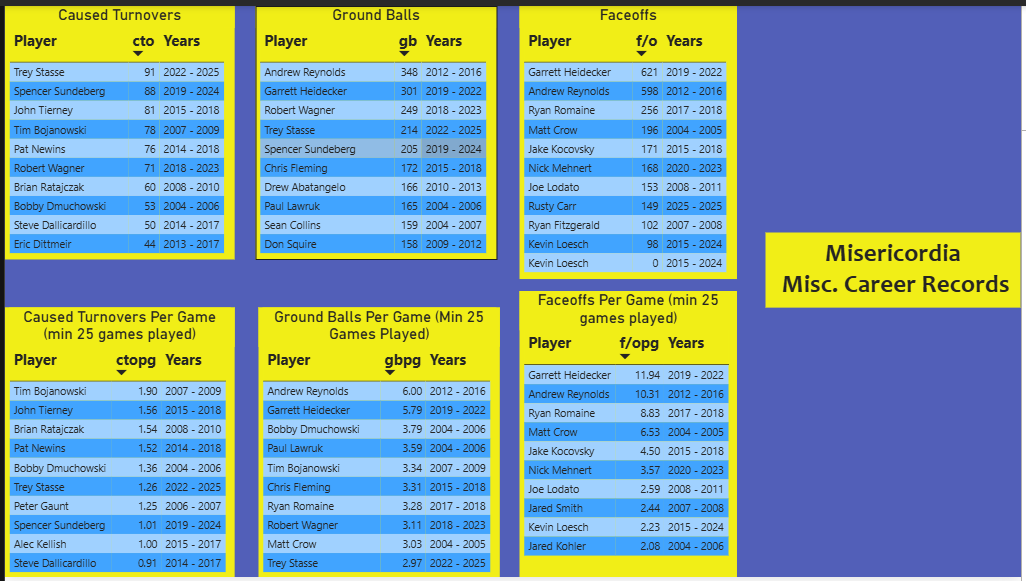 Caused Turnovers
Player cto Years
Trey Stasse 91 2022 - 2025
Spencer Sundeberg 88 2019 - 2024
John Tierney 81 2015 - 2018
Tim Bojanowski 78 2007 - 2009
Pat Newins 76 2014 - 2018
Robert Wagner 71 2018 - 2023
Brian Ratajczak 60 2008 - 2010
Bobby Dmuchowski 53 2004 - 2006
Steve Dallicardillo 50 2014 - 2017
Eric Dittmeir 44 2013 - 2017
Ground Balls
Player gb Years
Andrew Reynolds 348 2012 - 2016
Garrett Heidecker 301 2019 - 2022
Robert Wagner 249 2018 - 2023
Trey Stasse 214 2022 - 2025
Spencer Sundeberg 205 2019 - 2024
Chris Fleming 172 2015 - 2018
Drew Abatangelo 166 2010 - 2013
Paul Lawruk 165 2004 - 2006
Sean Collins 159 2004 - 2007
Don Squire 158 2009 - 2012
Faceoffs
Player f/o Years
Garrett Heidecker 621 2019 - 2022
Andrew Reynolds 598 2012 - 2016
Ryan Romaine 256 2017 - 2018
Matt Crow 196 2004 - 2005
Jake Kocovsky 171 2015 - 2018
Nick Mehnert 168 2020 - 2023
Joe Lodato 153 2008 - 2011
Rusty Carr 149 2025 - 2025
Ryan Fitzgerald 102 2007 - 2008
Kevin Loesch 98 2015 - 2024
Kevin Loesch 0 2015 - 2024
Misericordia
Misc. Career Records
Caused Turnovers Per Game
(min 25 games played)
Player ctopg Years
Tim Bojanowski 1.90 2007 - 2009
John Tierney 1.56 2015 - 2018
Brian Ratajczak 1.54 2008 - 2010
Pat Newins 1.52 2014 - 2018
Bobby Dmuchowski 1.36 2004 - 2006
Trey Stasse 1.26 2022 - 2025
Peter Gaunt 1.25 2006 - 2007
Spencer Sundeberg 1.01 2019 - 2024
Alec Kellish 1.00 2015 - 2017
Steve Dallicardillo 0.91 2014 - 2017
Ground Balls Per Game (Min 25
Games Played)
Player gbpg Years
Andrew Reynolds 6.00 2012 - 2016
Garrett Heidecker 5.79 2019 - 2022
Bobby Dmuchowski 3.79 2004 - 2006
Paul Lawruk 3.59 2004 - 2006
Tim Bojanowski 3.34 2007 - 2009
Chris Fleming 3.31 2015 - 2018
Ryan Romaine 3.28 2017 - 2018
Robert Wagner 3.11 2018 - 2023
Matt Crow 3.03 2004 - 2005
Trey Stasse 2.97 2022 - 2025
Faceoffs Per Game (min 25
games played)
Player f/opg Years
Garrett Heidecker 11.94 2019 - 2022
Andrew Reynolds 10.31 2012 - 2016
Ryan Romaine 8.83 2017 - 2018
Matt Crow 6.53 2004 - 2005
Jake Kocovsky 4.50 2015 - 2018
Nick Mehnert 3.57 2020 - 2023
Joe Lodato 2.59 2008 - 2011
Jared Smith 2.44 2007 - 2008
Kevin Loesch 2.23 2015 - 2024
Jared Kohler 2.08 2004 - 2006